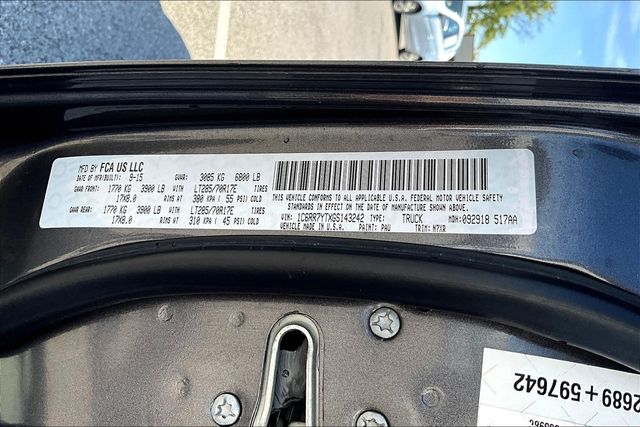 MFD BY FCA US LLC
DATE OF MFR(BUILT): 9-15 GVWR: 3085 KG 6800 LB
GAWR FRONT: 1770 KG 3900 LB WITH LT285/70R17E TIRES
17X8.0 RIMS AT 380 KPA ( 55 PSI) COLD
GAWR REAR: 1770 KG 3900 LB WITH LT285/70R17E TIRES
17X8.0 RIMS AT 310 KPA ( 45 PSI) COLD
THIS VEHICLE CONFORMS TO ALL APPLICABLE U.S.A. FEDERAL MOTOR VEHICLE SAFETY
STANDARDS IN EFFECT ON THE DATE OF MANUFACTURE SHOWN ABOVE.
VIN: 1C6RR7YTXGS143242 TYPE: TRUCK MDH: 092918 517AA
VEHICLE MADE IN U.S.A. PAINT: PAU TRIM: N7XR
2689+597642